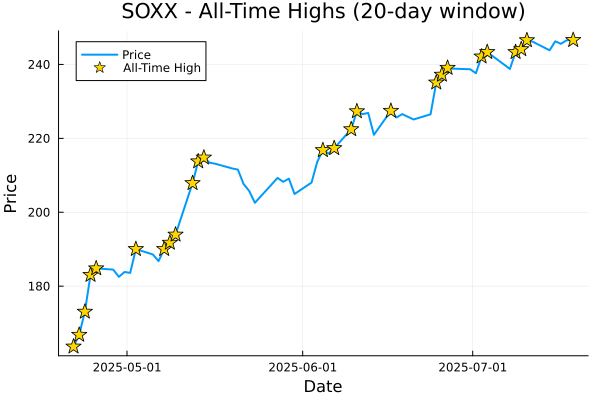 SOXX - All-Time Highs (20-day window)
Price
All-Time High
240
220
200
180
Price
2025-05-01
2025-06-01
2025-07-01
Date